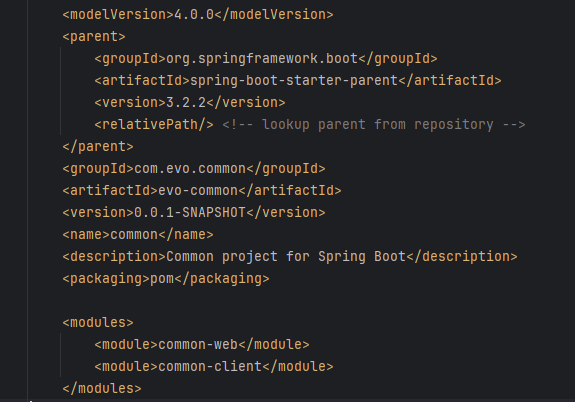 <modelVersion>4.0.0</modelVersion>
<parent>
<groupId>org.springframework.boot</groupId>
<artifactId>spring-boot-starter-parent</artifactId>
<version>3.2.2</version>
<relativePath/> <!-- lookup parent from repository -->
</parent>
<groupId>com.evo.common</groupId>
<artifactId>evo-common</artifactId>
<version>0.0.1-SNAPSHOT</version>
<name>common</name>
<description>Common project for Spring Boot</description>
<packaging>pom</packaging>
<modules>
<module>common-web</module>
<module>common-client</module>
</modules>